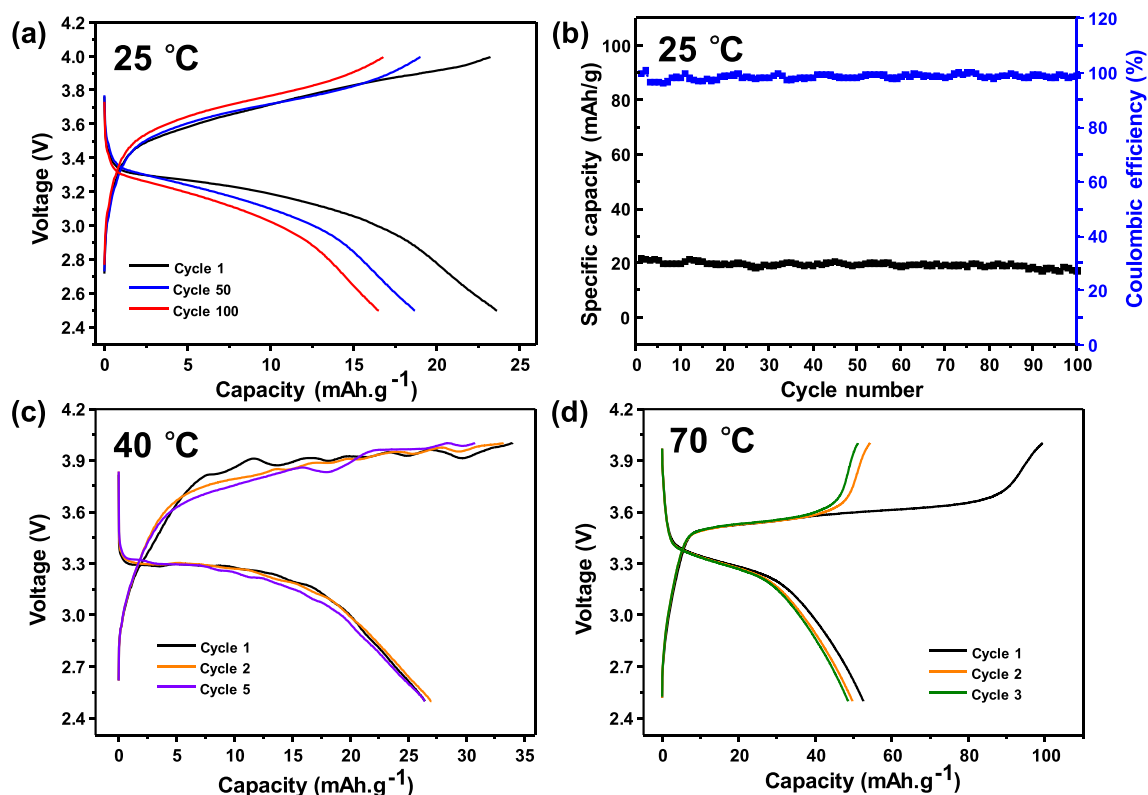 (a)
25 °C
4.2
4.0
3.8
3.6
3.4
3.2
3.0
2.8
2.6
2.4
Voltage (V)
Cycle 1
Cycle 50
Cycle 100
0 5 10 15 20 25
Capacity (mAh.g⁻¹)
(b)
25 °C
100
80
60
40
20
0
Specific capacity (mAh/g)
120
100
80
60
40
20
0
Coulombic efficiency (%)
0 10 20 30 40 50 60 70 80 90 100
Cycle number
(c)
40 °C
4.2
3.9
3.6
3.3
3.0
2.7
2.4
Voltage (V)
Cycle 1
Cycle 2
Cycle 5
0 5 10 15 20 25 30 35
Capacity (mAh.g⁻¹)
(d)
70 °C
4.2
3.9
3.6
3.3
3.0
2.7
2.4
Voltage (V)
Cycle 1
Cycle 2
Cycle 3
0 20 40 60 80 100
Capacity (mAh.g⁻¹)